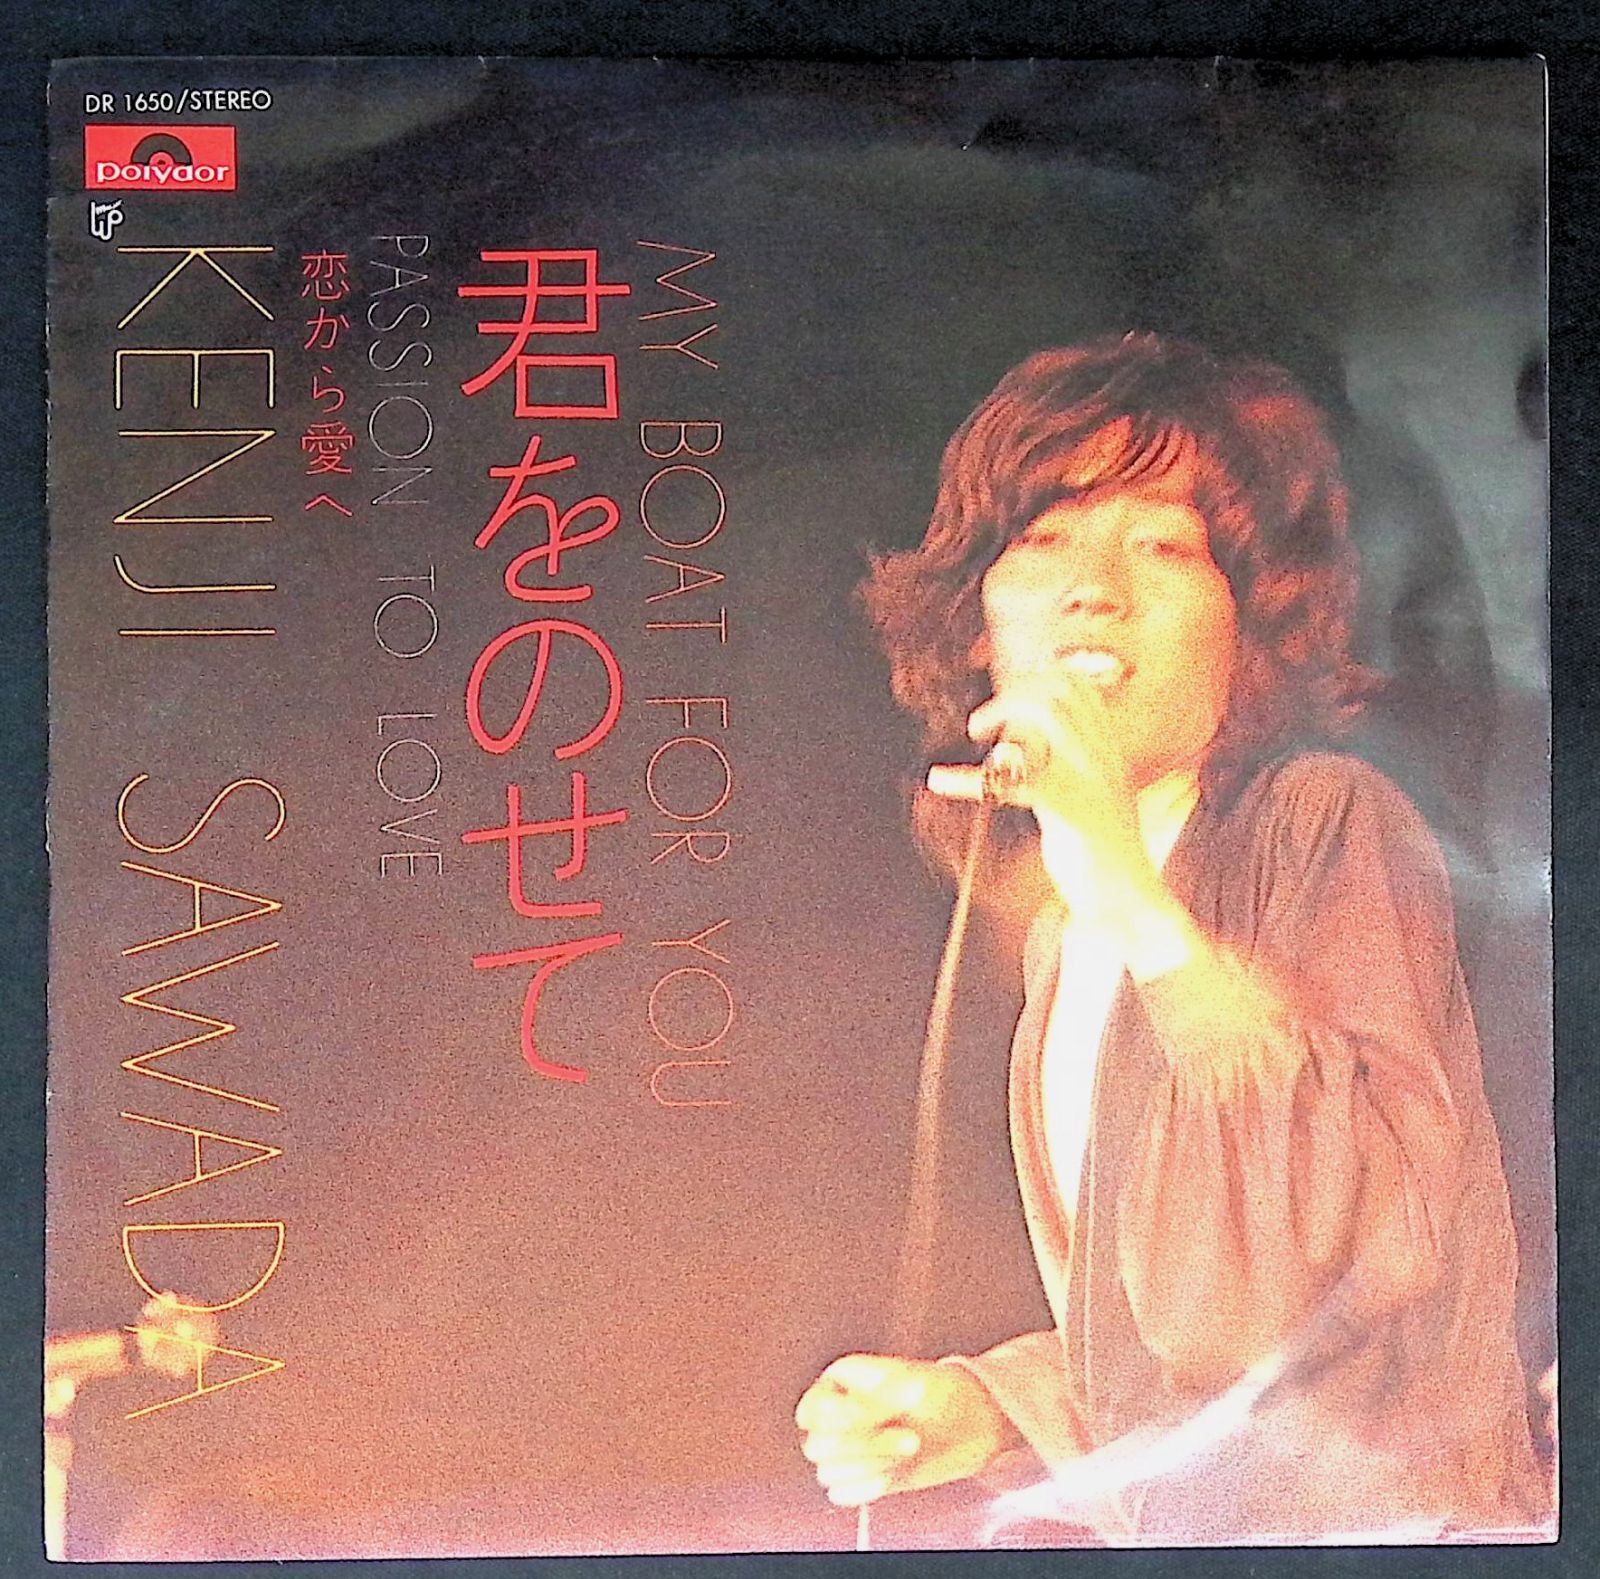 DR 1650/STEREO
polydor
MY BOAT FOR YOU
君をのせて
PASSION TO LOVE
恋から愛へ
KENJI SAWADA